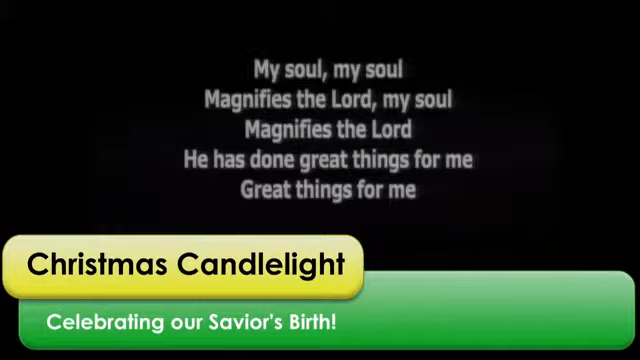 My soul, my soul
Magnifies the Lord, my soul
Magnifies the Lord
He has done great things for me
Great things for me
Christmas Candlelight
Celebrating our Savior's Birth!